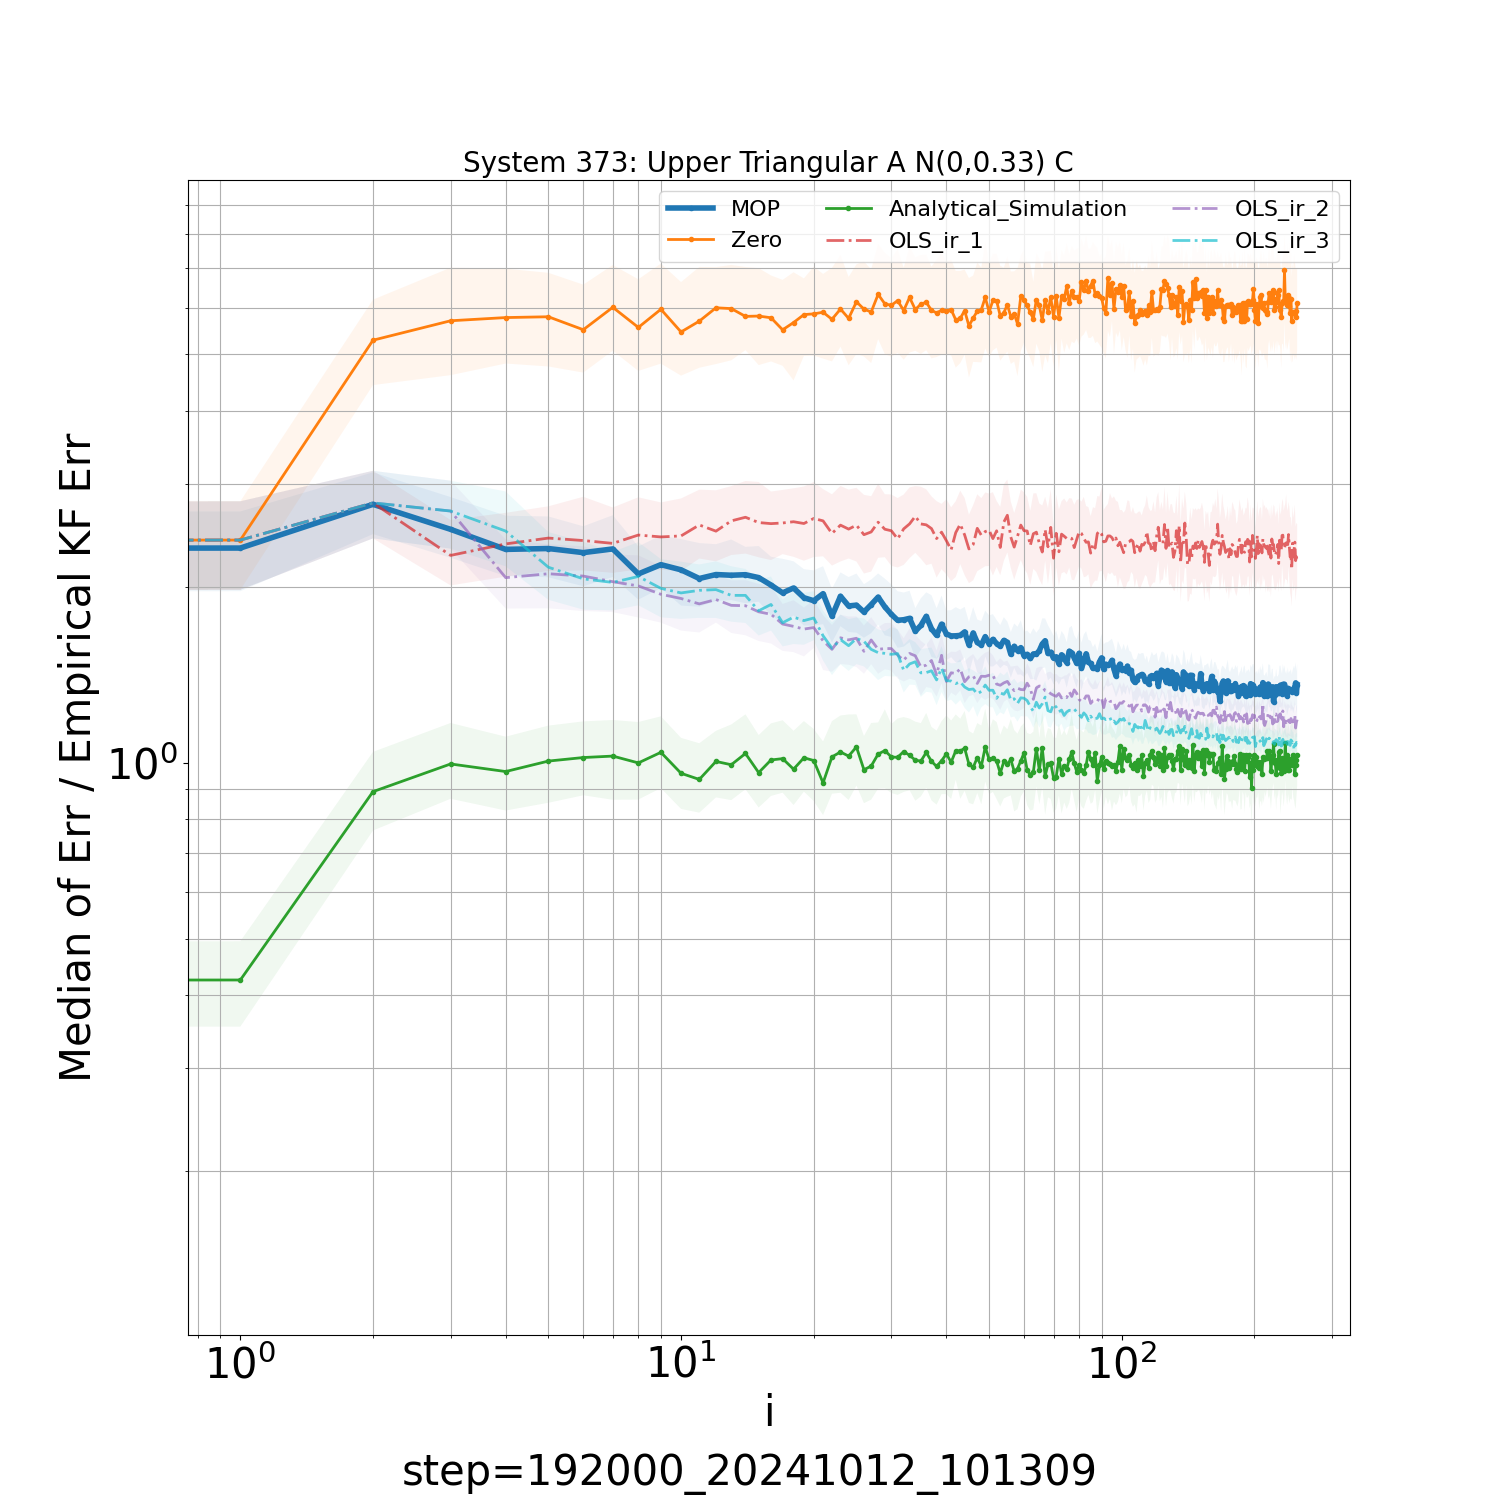 System 373: Upper Triangular A N(0,0.33) C
MOP
Zero
Analytical_Simulation
OLS_ir_1
OLS_ir_2
OLS_ir_3
Median of Err / Empirical KF Err
10⁰
10⁰
10¹
10²
i
step=192000_20241012_101309